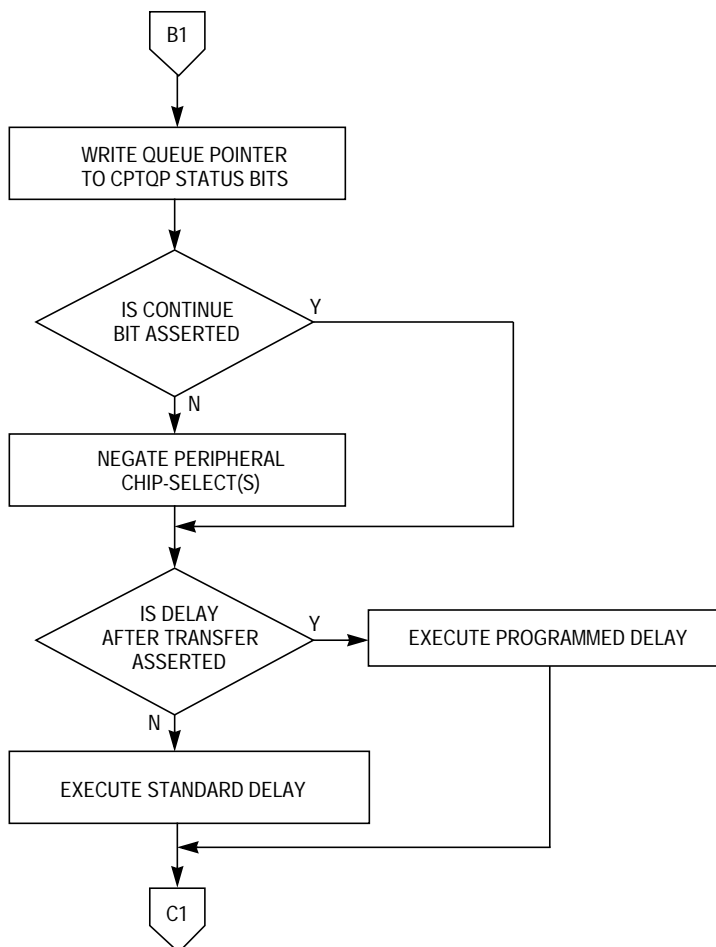 B1
WRITE QUEUE POINTER
TO CPTQP STATUS BITS
IS CONTINUE
BIT ASSERTED
Y
N
NEGATE PERIPHERAL
CHIP-SELECT(S)
IS DELAY
AFTER TRANSFER
ASSERTED
Y
EXECUTE PROGRAMMED DELAY
N
EXECUTE STANDARD DELAY
C1